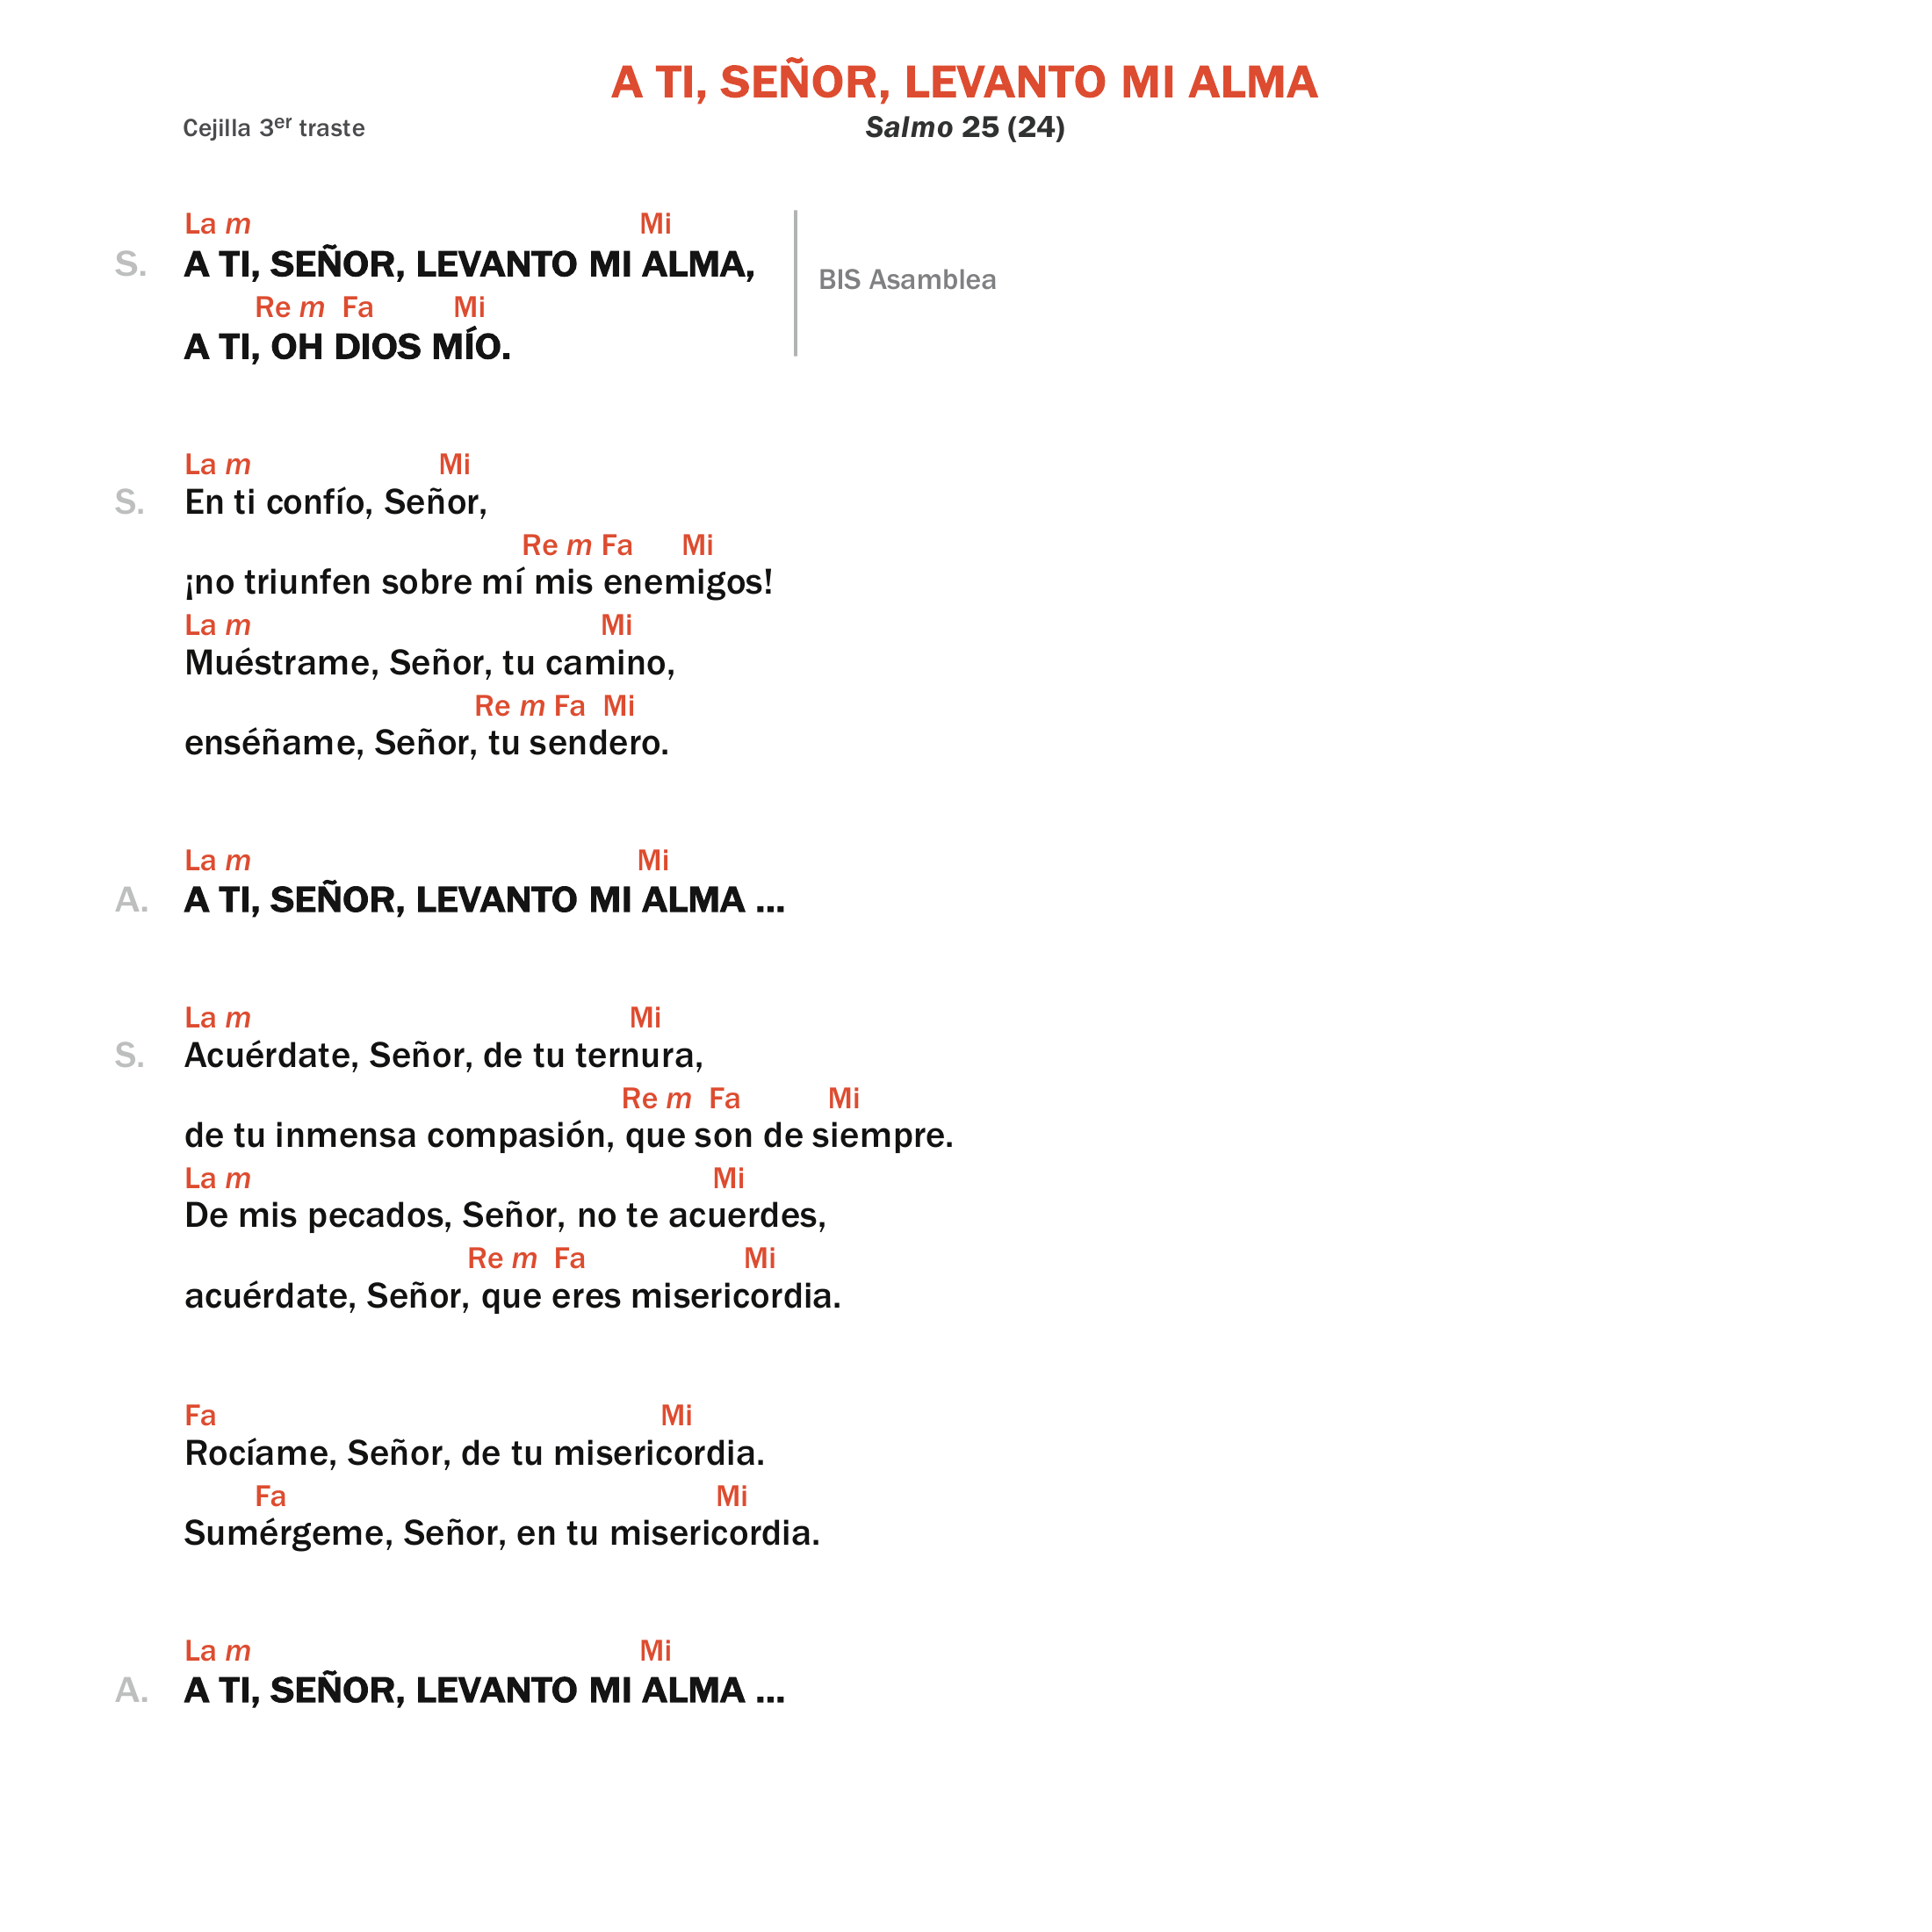 A TI, SEÑOR, LEVANTO MI ALMA
Cejilla 3er traste Salmo 25 (24)
La m Mi
S. A TI, SEÑOR, LEVANTO MI ALMA,
BIS Asamblea
Re m Fa Mi
A TI, OH DIOS MÍO.
La m Mi
S. En ti confío, Señor,
Re m Fa Mi
¡no triunfen sobre mí mis enemigos!
La m Mi
Muéstrame, Señor, tu camino,
Re m Fa Mi
enséñame, Señor, tu sendero.
La m Mi
A. A TI, SEÑOR, LEVANTO MI ALMA ...
La m Mi
S. Acuérdate, Señor, de tu ternura,
Re m Fa Mi
de tu inmensa compasión, que son de siempre.
La m Mi
De mis pecados, Señor, no te acuerdes,
Re m Fa Mi
acuérdate, Señor, que eres misericordia.
Fa Mi
Rocíame, Señor, de tu misericordia.
Fa Mi
Sumérgeme, Señor, en tu misericordia.
La m Mi
A. A TI, SEÑOR, LEVANTO MI ALMA ...